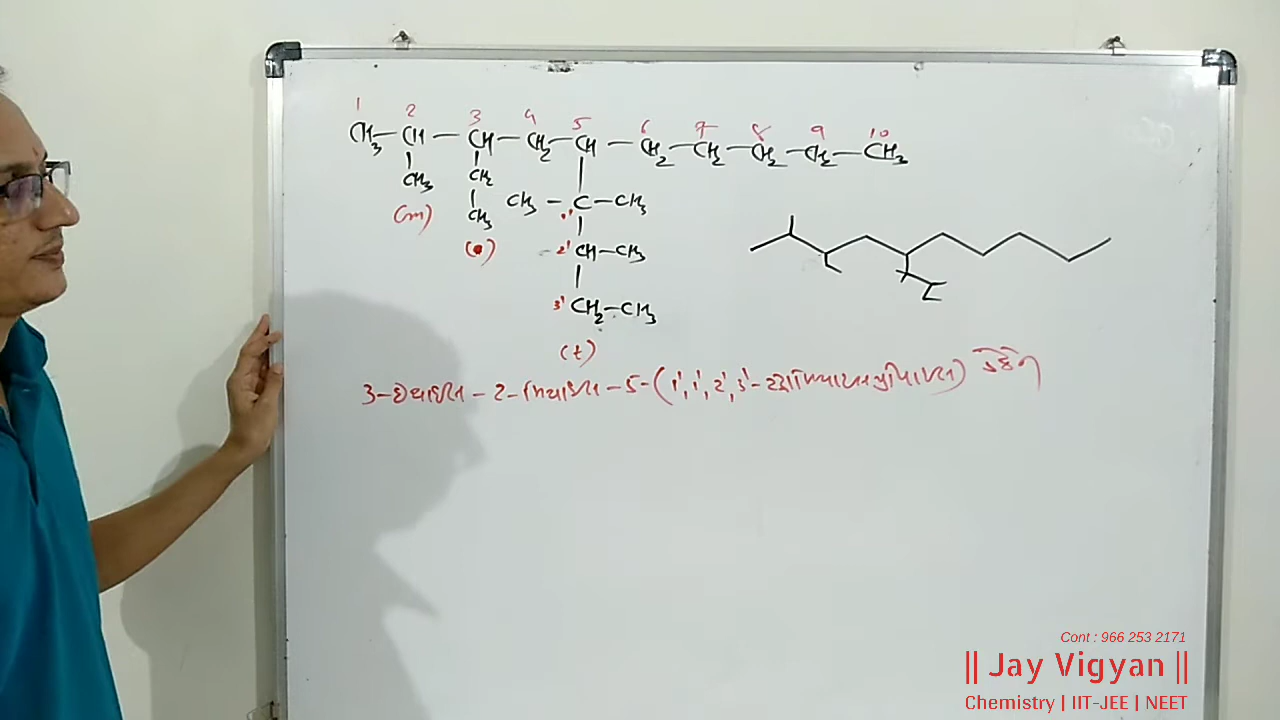 1 2 3 4 5 6 7 8 9 10
CH3 – CH – CH – CH2 – CH – CH2 – CH2 – CH2 – CH2 – CH3
CH3 CH2
CH3 – C – CH3
(m) CH3 1'
(e) 2' CH – CH3
3' CH2 – CH3
(t)
3-ઇથાઇલ-2-મિથાઇલ-5-(1',1',2',3'-ટેટ્રામિથાઇલપ્રોપાઇલ) ડેકેન
Cont : 966 253 2171
|| Jay Vigyan ||
Chemistry | IIT-JEE | NEET